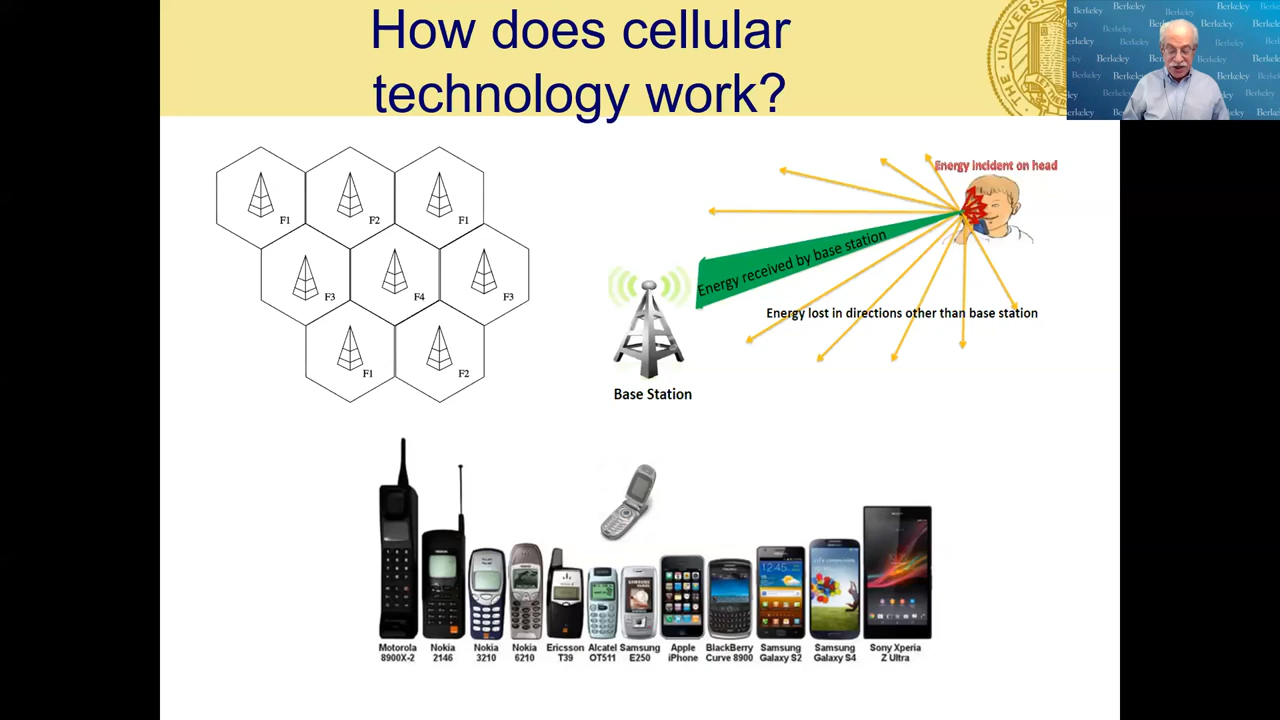 How does cellular
technology work?
THE UNIVERS
Berkeley
F1
F2
F1
F3
F4
F3
F1
F2
Energy incident on head
Energy received by base station
Energy lost in directions other than base station
Base Station
Motorola
8900X-2
Nokia
2146
Nokia
3210
Nokia
6210
Ericsson
T39
Alcatel
OT511
Samsung
E250
Apple
iPhone
BlackBerry
Curve 8900
Samsung
Galaxy S2
Samsung
Galaxy S4
Sony Xperia
Z Ultra